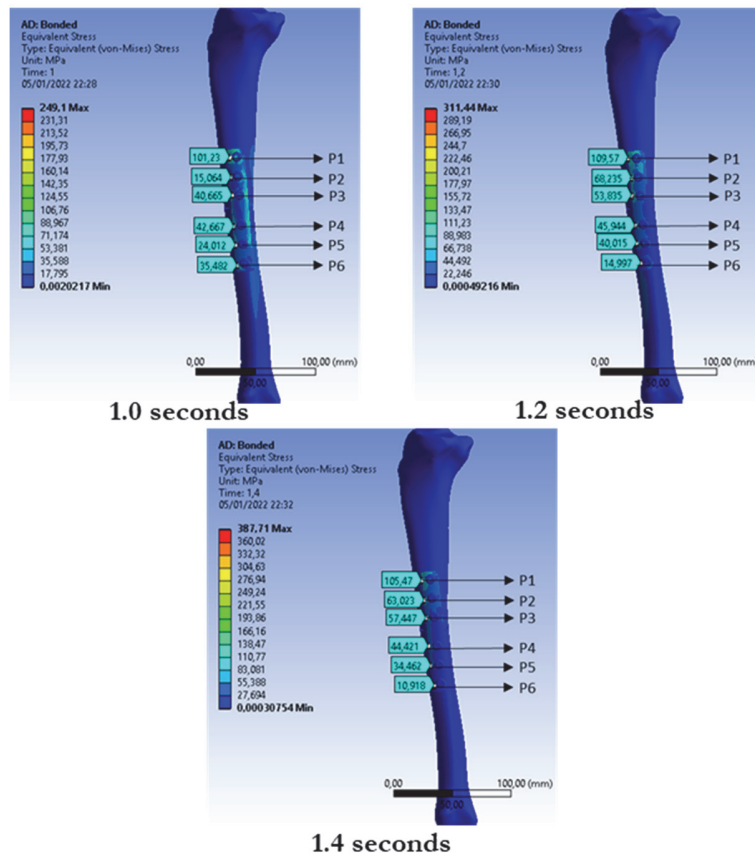 AD: Bonded
Equivalent Stress
Type: Equivalent (von-Mises) Stress
Unit: MPa
Time: 1
05/01/2022 22:28
249,1 Max
231,31
213,52
195,73
177,93
160,14
142,35
124,55
106,76
88,967
71,174
53,381
35,588
17,795
0,0020217 Min
101,23 P1
15,064 P2
40,665 P3
42,667 P4
24,012 P5
35,482 P6
0,00 100,00 (mm)
50,00
1.0 seconds
AD: Bonded
Equivalent Stress
Type: Equivalent (von-Mises) Stress
Unit: MPa
Time: 1,2
05/01/2022 22:30
311,44 Max
289,19
266,95
244,7
222,46
200,21
177,97
155,72
133,47
111,23
88,983
66,738
44,492
22,246
0,00049216 Min
109,57 P1
68,235 P2
53,835 P3
45,944 P4
40,015 P5
14,997 P6
0,00 100,00 (mm)
50,00
1.2 seconds
AD: Bonded
Equivalent Stress
Type: Equivalent (von-Mises) Stress
Unit: MPa
Time: 1,4
05/01/2022 22:32
387,71 Max
360,02
332,32
304,63
276,94
249,24
221,55
193,86
166,16
138,47
110,77
83,081
55,388
27,694
0,00030754 Min
105,47 P1
63,023 P2
57,447 P3
44,421 P4
34,462 P5
10,918 P6
0,00 100,00 (mm)
50,00
1.4 seconds